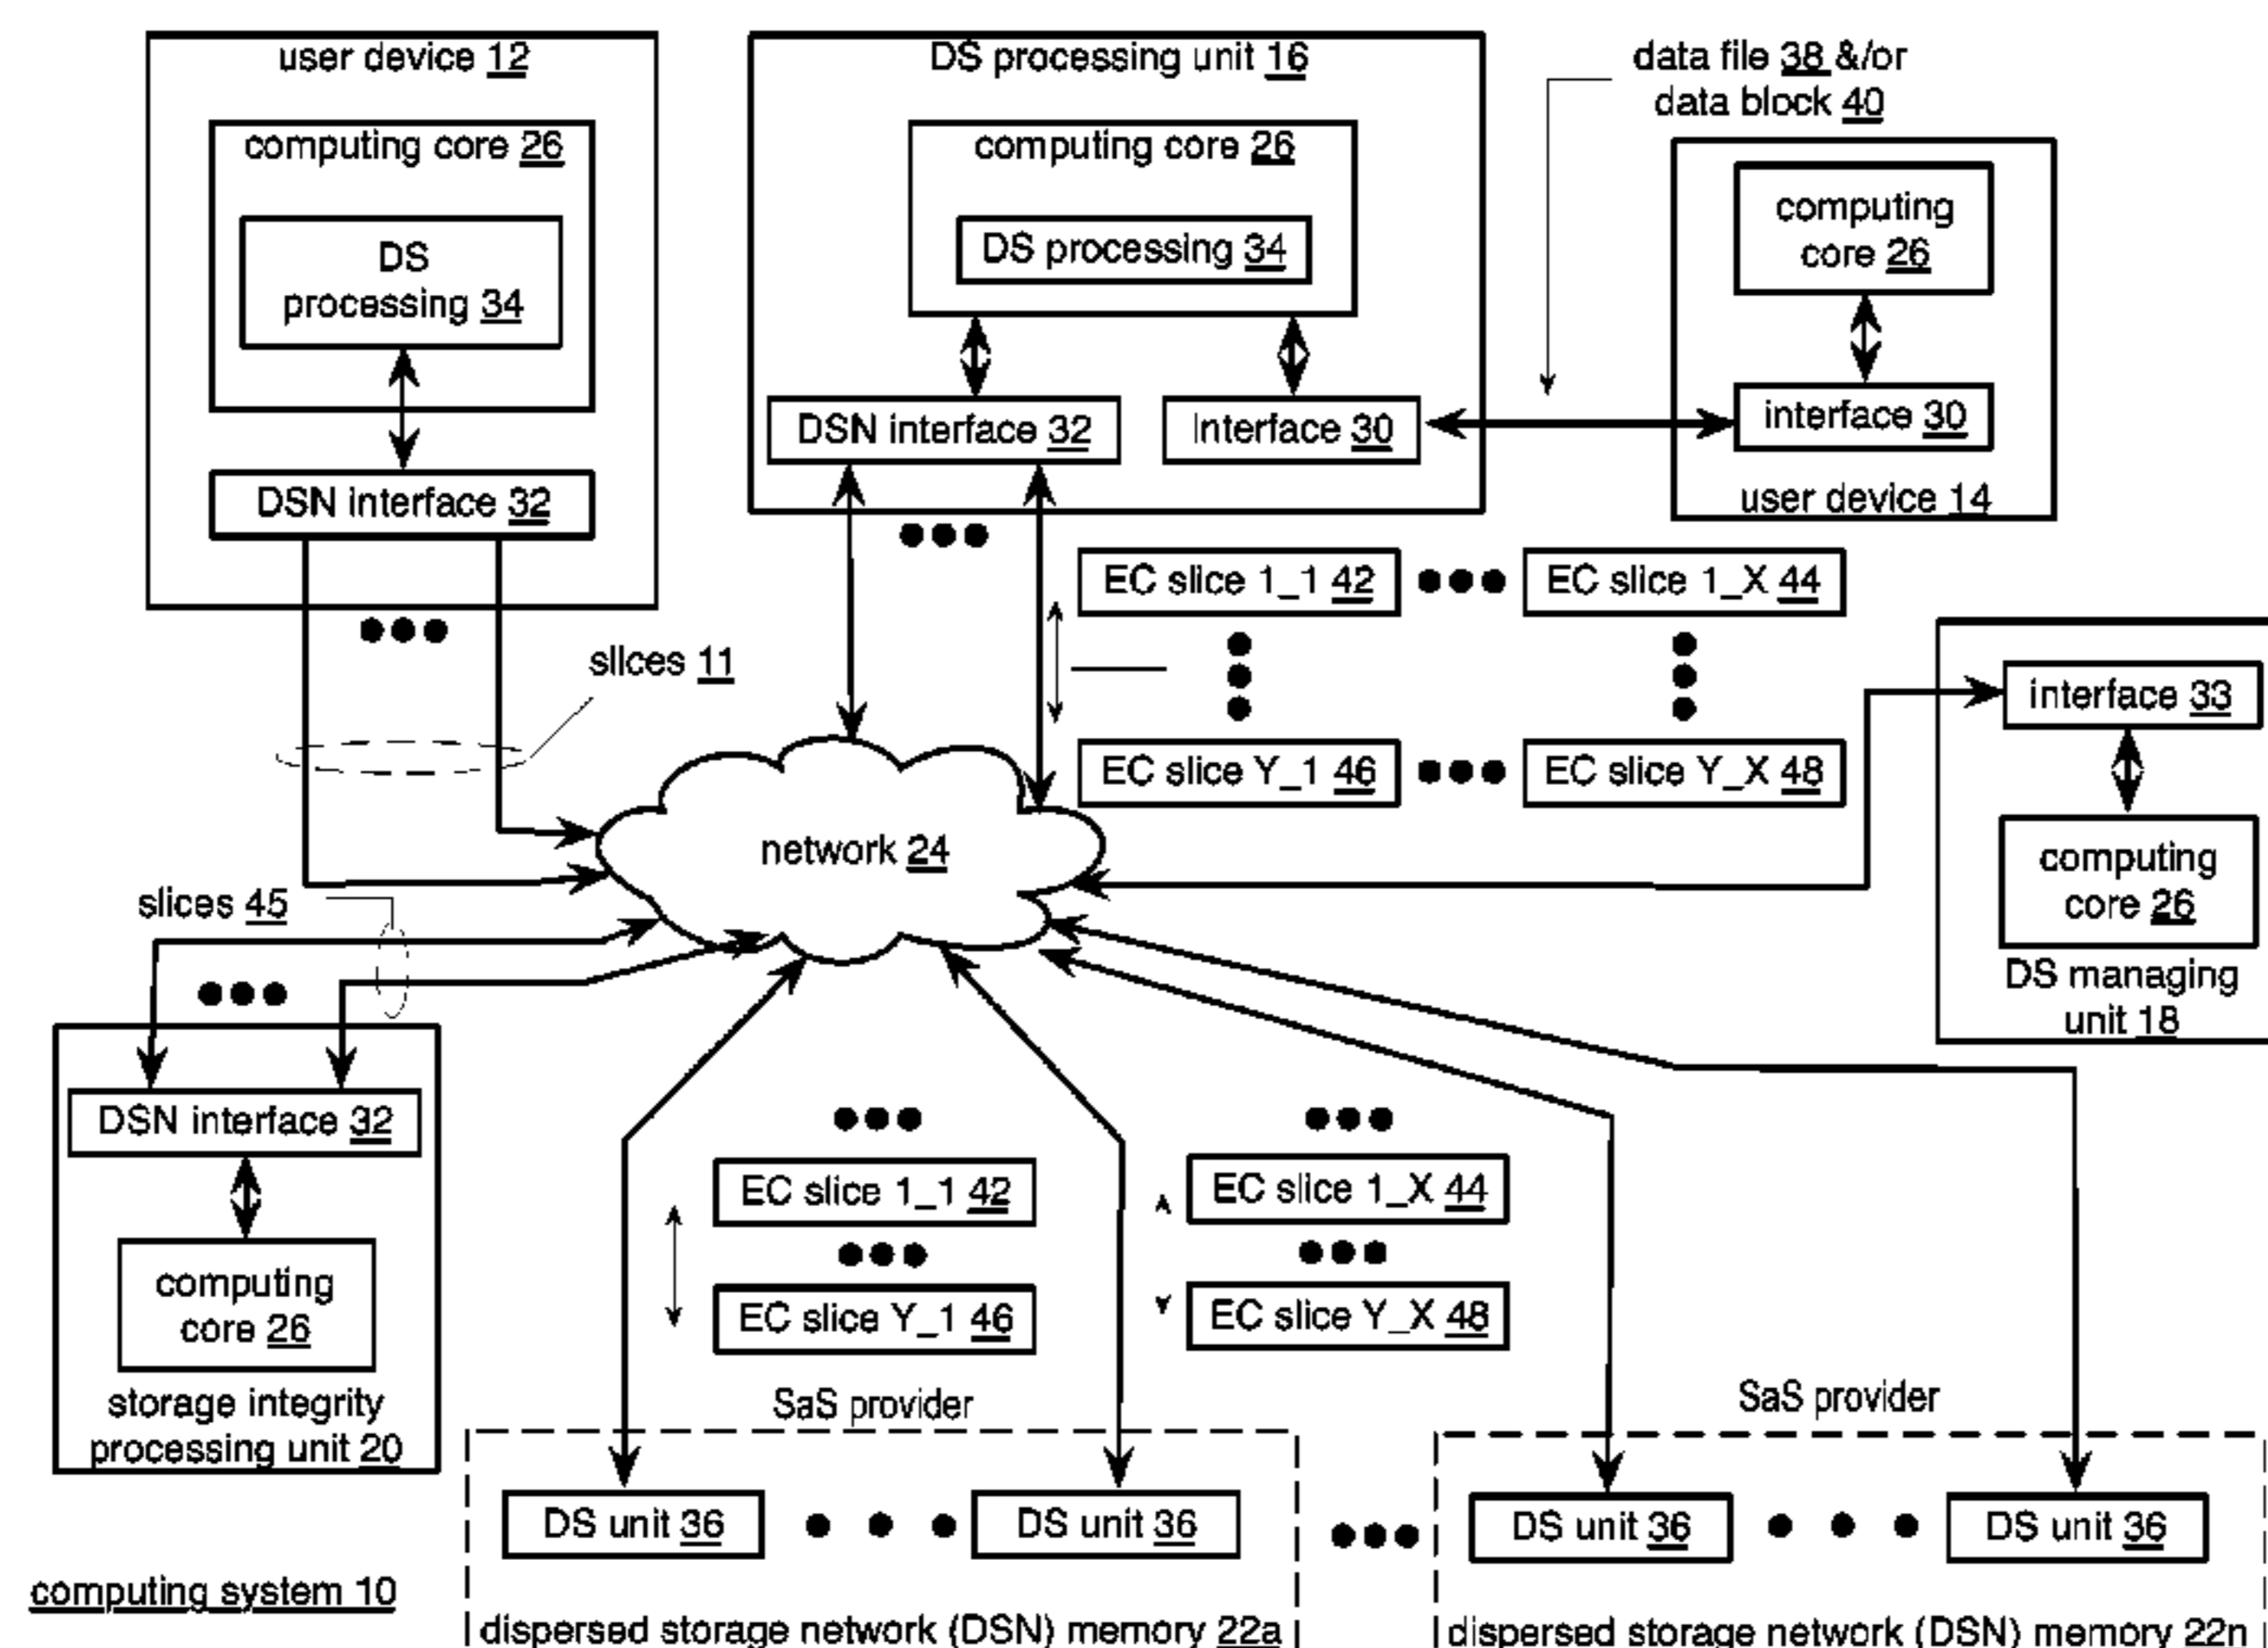 user device 12
computing core 26
DS
processing 34
DSN interface 32
DS processing unit 16
computing core 26
DS processing 34
DSN interface 32
interface 30
data file 38 &/or
data block 40
computing
core 26
interface 30
user device 14
slices 11
EC slice 1_1 42
EC slice 1_X 44
EC slice Y_1 46
EC slice Y_X 48
interface 33
computing
core 26
DS managing
unit 18
network 24
slices 45
DSN interface 32
computing
core 26
storage integrity
processing unit 20
EC slice 1_1 42
EC slice Y_1 46
EC slice 1_X 44
EC slice Y_X 48
SaS provider
DS unit 36
DS unit 36
dispersed storage network (DSN) memory 22a
SaS provider
DS unit 36
DS unit 36
dispersed storage network (DSN) memory 22n
computing system 10